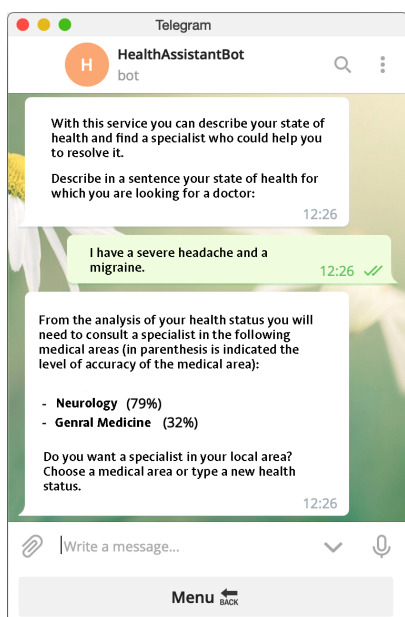 Telegram
H
HealthAssistantBot
bot
With this service you can describe your state of
health and find a specialist who could help you
to resolve it.
Describe in a sentence your state of health for
which you are looking for a doctor:
12:26
I have a severe headache and a
migraine.
12:26
From the analysis of your health status you will
need to consult a specialist in the following
medical areas (in parenthesis is indicated the
level of accuracy of the medical area):
- Neurology (79%)
- Genral Medicine (32%)
Do you want a specialist in your local area?
Choose a medical area or type a new health
status.
12:26
Write a message...
Menu BACK